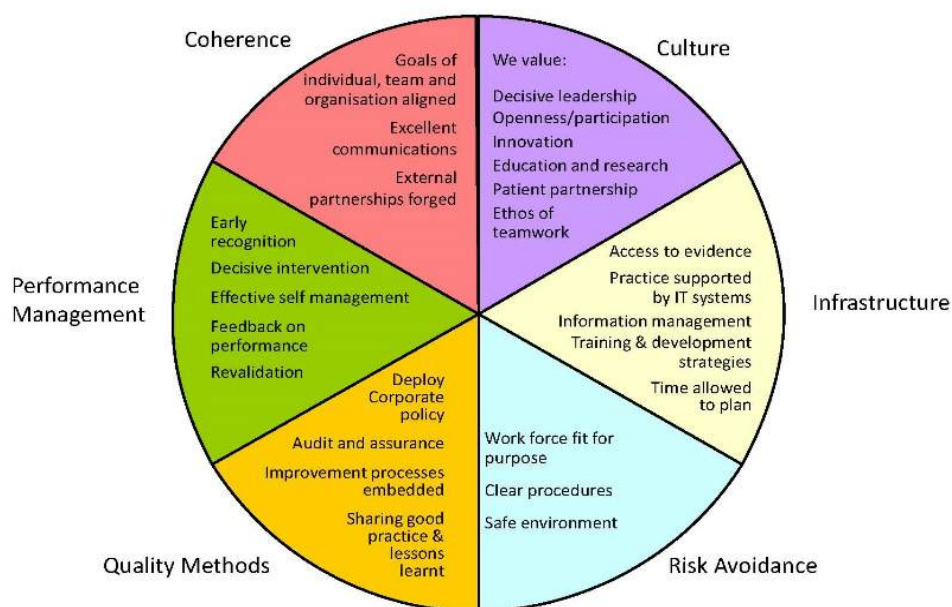 Coherence
Goals of
individual, team and
organisation aligned
Excellent
communications
External
partnerships forged
Culture
We value:
Decisive leadership
Openness/participation
Innovation
Education and research
Patient partnership
Ethos of
teamwork
Infrastructure
Access to evidence
Practice supported
by IT systems
Information management
Training & development
strategies
Time allowed
to plan
Risk Avoidance
Work force fit for
purpose
Clear procedures
Safe environment
Quality Methods
Deploy
Corporate
policy
Audit and assurance
Improvement processes
embedded
Sharing good
practice &
lessons
learnt
Performance
Management
Early
recognition
Decisive intervention
Effective self management
Feedback on
performance
Revalidation